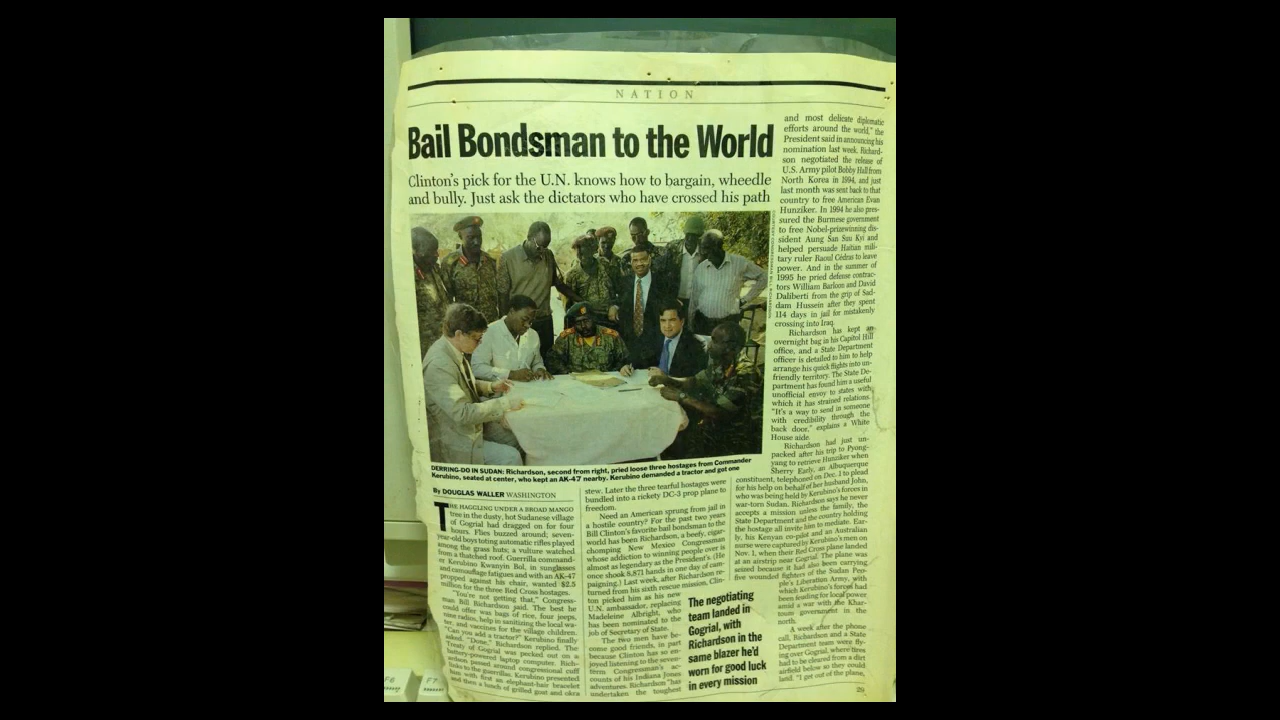 NATION
Bail Bondsman to the World
Clinton's pick for the U.N. knows how to bargain, wheedle
and bully. Just ask the dictators who have crossed his path
DERRING-DO IN SUDAN: Richardson, second from right, pried loose three hostages from Commander
Kerubino, seated at center, who kept an AK-47 nearby. Kerubino demanded a tractor and got one
By DOUGLAS WALLER WASHINGTON
THE HAGGLING UNDER A BROAD MANGO
tree in the dusty, hot Sudanese village
of Gogrial had dragged on for four
hours. Flies buzzed around; seven-
year-old boys toting automatic rifles played
among the grass huts; a vulture watched
from a thatched roof. Guerrilla command-
er Kerubino Kwanyin Bol, in sunglasses
and camouflage fatigues and with an AK-47
propped against his chair, wanted $2.5
million for the three Red Cross hostages.
"You're not getting that," Congress-
man Bill Richardson said. The best he
could offer was bags of rice, four jeeps,
nine radios, help in sanitizing the local wa-
ter, and vaccines for the village children.
"Can you add a tractor?" Kerubino finally
asked. "Done," Richardson replied. The
Treaty of Gogrial was pecked out on a
battery-powered laptop computer. Rich-
ardson passed around congressional cuff
links to the guerrillas. Kerubino presented
him with first an elephant-hair bracelet
and then a lunch of grilled goat and okra
stew. Later the three tearful hostages were
bundled into a rickety DC-3 prop plane to
freedom.
Need an American sprung from jail in
a hostile country? For the past two years
Bill Clinton's favorite bail bondsman to the
world has been Richardson, a beefy, cigar-
chomping New Mexico Congressman
whose addiction to winning people over is
almost as legendary as the President's. (He
once shook 8,871 hands in one day of cam-
paigning.) Last week, after Richardson re-
turned from his sixth rescue mission, Clin-
ton picked him as his new
U.N. ambassador, replacing
Madeleine Albright, who
has been nominated to the
job of Secretary of State.
The two men have be-
come good friends, in part
because Clinton has so en-
joyed listening to the seven-
term Congressman's ac-
counts of his Indiana Jones
adventures. Richardson "has
undertaken the toughest
The negotiating
team landed in
Gogrial, with
Richardson in the
same blazer he'd
worn for good luck
in every mission
and most delicate diplomatic
efforts around the world," the
President said in announcing his
nomination last week. Richard-
son negotiated the release of
U.S. Army pilot Bobby Hall from
North Korea in 1994, and just
last month was sent back to that
country to free American Evan
Hunziker. In 1994 he also pres-
sured the Burmese government
to free Nobel-prizewinning dis-
sident Aung San Suu Kyi and
helped persuade Haitian mili-
tary ruler Raoul Cédras to leave
power. And in the summer of
1995 he pried defense contrac-
tors William Barloon and David
Daliberti from the grip of Sad-
dam Hussein after they spent
114 days in jail for mistakenly
crossing into Iraq.
Richardson has kept an
overnight bag in his Capitol Hill
office, and a State Department
officer is detailed to him to help
arrange his quick flights into un-
friendly territory. The State De-
partment has found him a useful
unofficial envoy to states with
which it has strained relations.
"It's a way to send in someone
with credibility through the
back door," explains a White
House aide.
Richardson had just un-
packed after his trip to Pyong-
yang to retrieve Hunziker when
Sherry Early, an Albuquerque
constituent, telephoned on Dec. 1 to plead
for his help on behalf of her husband John,
who was being held by Kerubino's forces in
war-torn Sudan. Richardson says he never
accepts a mission unless the family, the
State Department and the country holding
the hostage all invite him to mediate. Ear-
ly, his Kenyan co-pilot and an Australian
nurse were captured by Kerubino's men on
Nov. 1, when their Red Cross plane landed
at an airstrip near Gogrial. The plane was
seized because it had also been carrying
five wounded fighters of the Sudan Peo-
ple's Liberation Army, with
which Kerubino's forces had
been feuding for local power
amid a war with the Khar-
toum government in the
north.
A week after the phone
call, Richardson and a State
Department team were fly-
ing over Gogrial, where tires
had to be cleared from a dirt
airfield below so they could
land. "I get out of the plane,
29
F6
F7